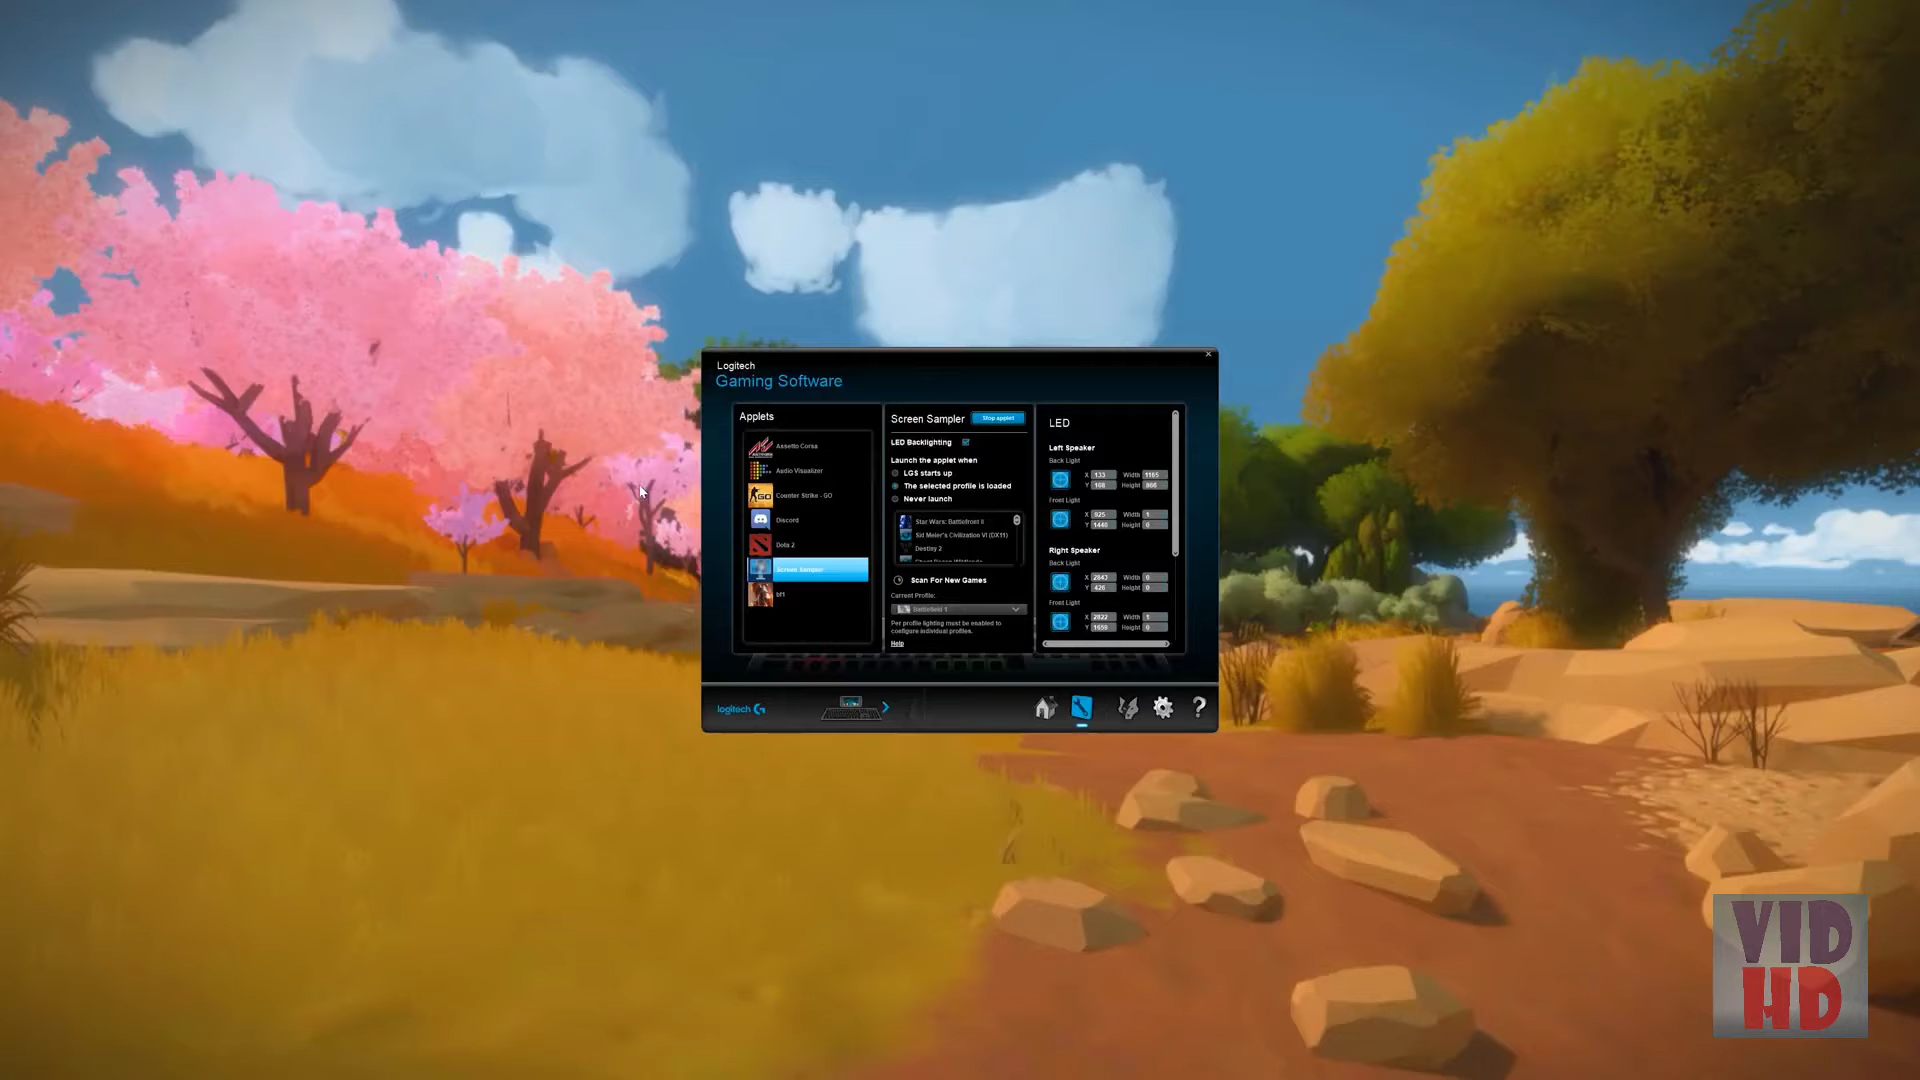 Logitech
Gaming Software
Applets
Assetto Corsa
Audio Visualizer
GO
Counter Strike - GO
Discord
Dota 2
Screen Sampler
bf1
Screen Sampler
Stop applet
LED Backlighting
Launch the applet when
LGS starts up
The selected profile is loaded
Never launch
Star Wars: Battlefront II
Sid Meier's Civilization VI (DX11)
Destiny 2
Scan For New Games
Current Profile:
Battlefield 1
Per profile lighting must be enabled to
configure individual profiles.
Help
LED
Left Speaker
Back Light
X 133 Width 1165
Y 108 Height 866
Front Light
X 925 Width 1
Y 1440 Height 0
Right Speaker
Back Light
X 2843 Width 0
Y 426 Height 0
Front Light
X 2822 Width 1
Y 1659 Height 0
logitech G
?
VID
HD